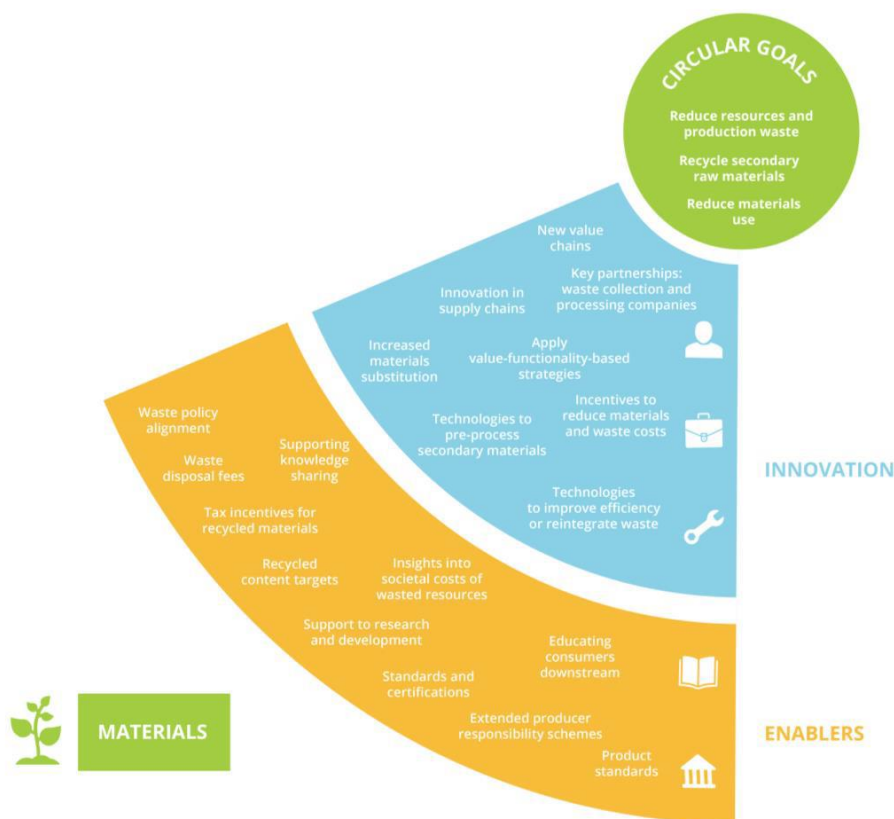 CIRCULAR GOALS
Reduce resources and
production waste
Recycle secondary
raw materials
Reduce materials
use
New value
chains
Key partnerships:
waste collection and
processing companies
Innovation in
supply chains
Increased
materials
substitution
Apply
value-functionality-based
strategies
Incentives to
reduce materials
and waste costs
Technologies to
pre-process
secondary materials
Technologies
to improve efficiency
or reintegrate waste
INNOVATION
Waste policy
alignment
Supporting
knowledge
sharing
Waste
disposal fees
Tax incentives for
recycled materials
Recycled
content targets
Insights into
societal costs of
wasted resources
Support to research
and development
Educating
consumers
downstream
Standards and
certifications
Extended producer
responsibility schemes
Product
standards
ENABLERS
MATERIALS